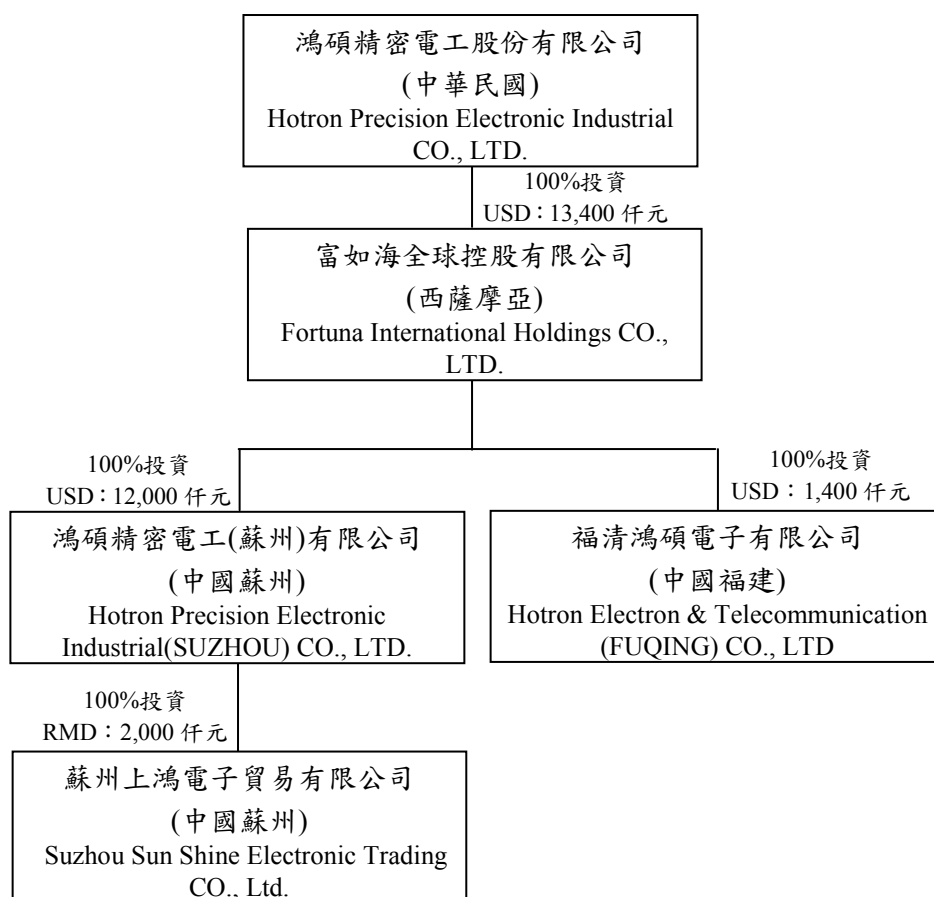 鴻碩精密電工股份有限公司
(中華民國)
Hotron Precision Electronic Industrial
CO., LTD.
100%投資
USD：13,400 仟元
富如海全球控股有限公司
(西薩摩亞)
Fortuna International Holdings CO.,
LTD.
100%投資
USD：12,000 仟元
100%投資
USD：1,400 仟元
鴻碩精密電工(蘇州)有限公司
(中國蘇州)
Hotron Precision Electronic
Industrial(SUZHOU) CO., LTD.
福清鴻碩電子有限公司
(中國福建)
Hotron Electron & Telecommunication
(FUQING) CO., LTD
100%投資
RMD：2,000 仟元
蘇州上鴻電子貿易有限公司
(中國蘇州)
Suzhou Sun Shine Electronic Trading
CO., Ltd.